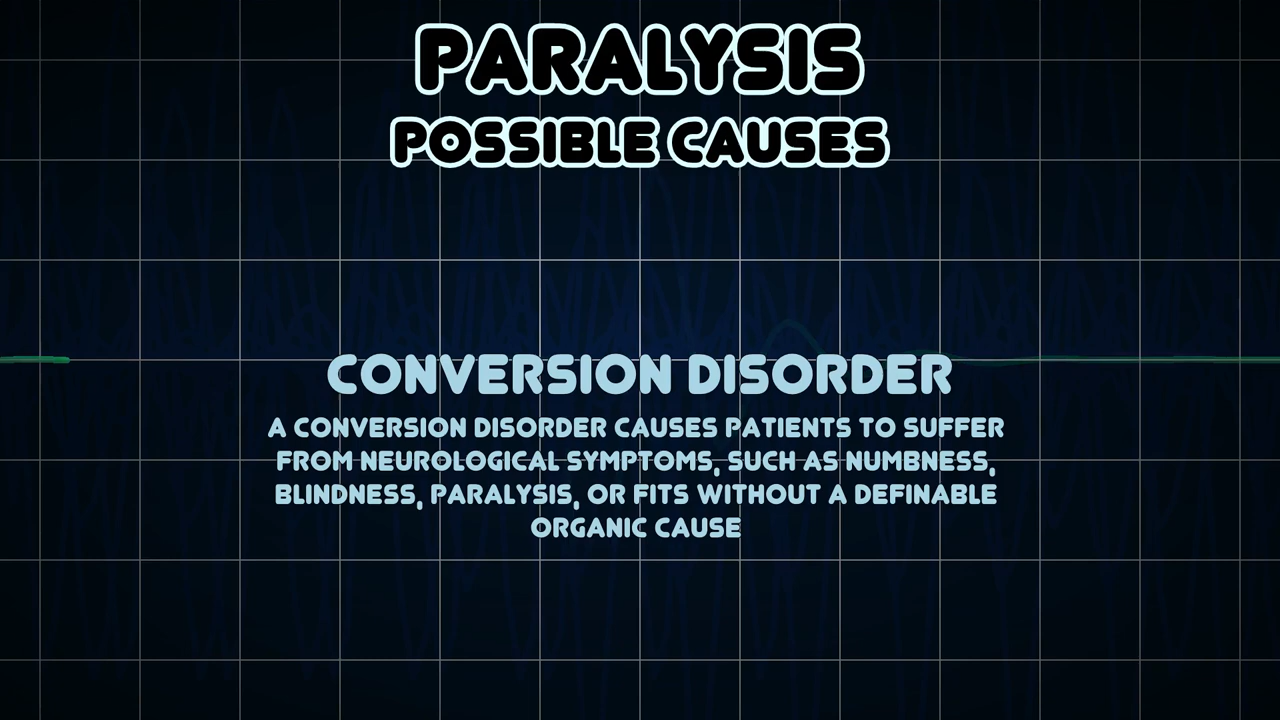 PARALYSIS
POSSIBLE CAUSES
CONVERSION DISORDER
A CONVERSION DISORDER CAUSES PATIENTS TO SUFFER
FROM NEUROLOGICAL SYMPTOMS, SUCH AS NUMBNESS,
BLINDNESS, PARALYSIS, OR FITS WITHOUT A DEFINABLE
ORGANIC CAUSE